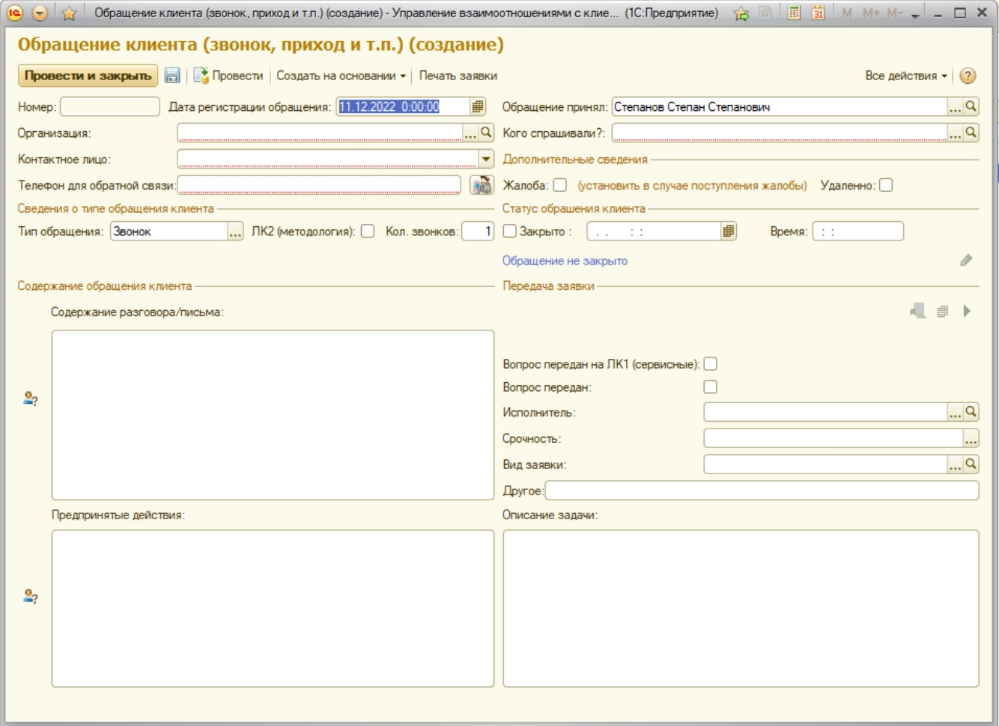 Обращение клиента (звонок, приход и т.п.) (создание) - Управление взаимоотношениями с клие... (1С:Предприятие)
31 M M+ M-
Обращение клиента (звонок, приход и т.п.) (создание)
Провести и закрыть Провести Создать на основании Печать заявки Все действия ?
Номер: Дата регистрации обращения: 11.12.2022 0:00:00 Обращение принял: Степанов Степан Степанович ...
Организация: ... Кого спрашивали?: ...
Контактное лицо: Дополнительные сведения
Телефон для обратной связи: Жалоба: (установить в случае поступления жалобы) Удаленно:
Сведения о типе обращения клиента Статус обрашения клиента
Тип обращения: Звонок ... ЛК2 (методология): Кол. звонков: 1 Закрыто : . . : : Время: : :
Обращение не закрыто
Содержание обращения клиента Передача заявки
Содержание разговора/письма:
Вопрос передан на ЛК1 (сервисные):
Вопрос передан:
Исполнитель: ...
Срочность: ...
Вид заявки: ...
Другое:
Предпринятые действия: Описание задачи: